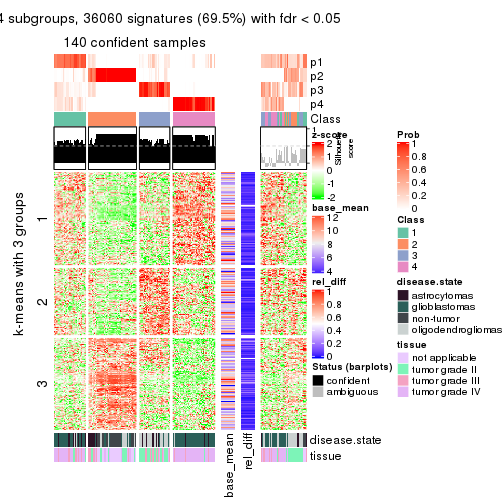 4 subgroups, 36060 signatures (69.5%) with fdr < 0.05
140 confident samples
p1
p2
p3
p4
Class
1
Silhouette
score
k-means with 3 groups
1
2
3
base_mean
rel_diff
disease.state
tissue
z-score
2
1
0
-1
-2
base_mean
12
10
8
6
4
rel_diff
1
0.8
0.6
0.4
0.2
0
Status (barplots)
confident
ambiguous
Prob
1
0.8
0.6
0.4
0.2
0
Class
1
2
3
4
disease.state
astrocytomas
glioblastomas
non-tumor
oligodendrogliomas
tissue
not applicable
tumor grade II
tumor grade III
tumor grade IV